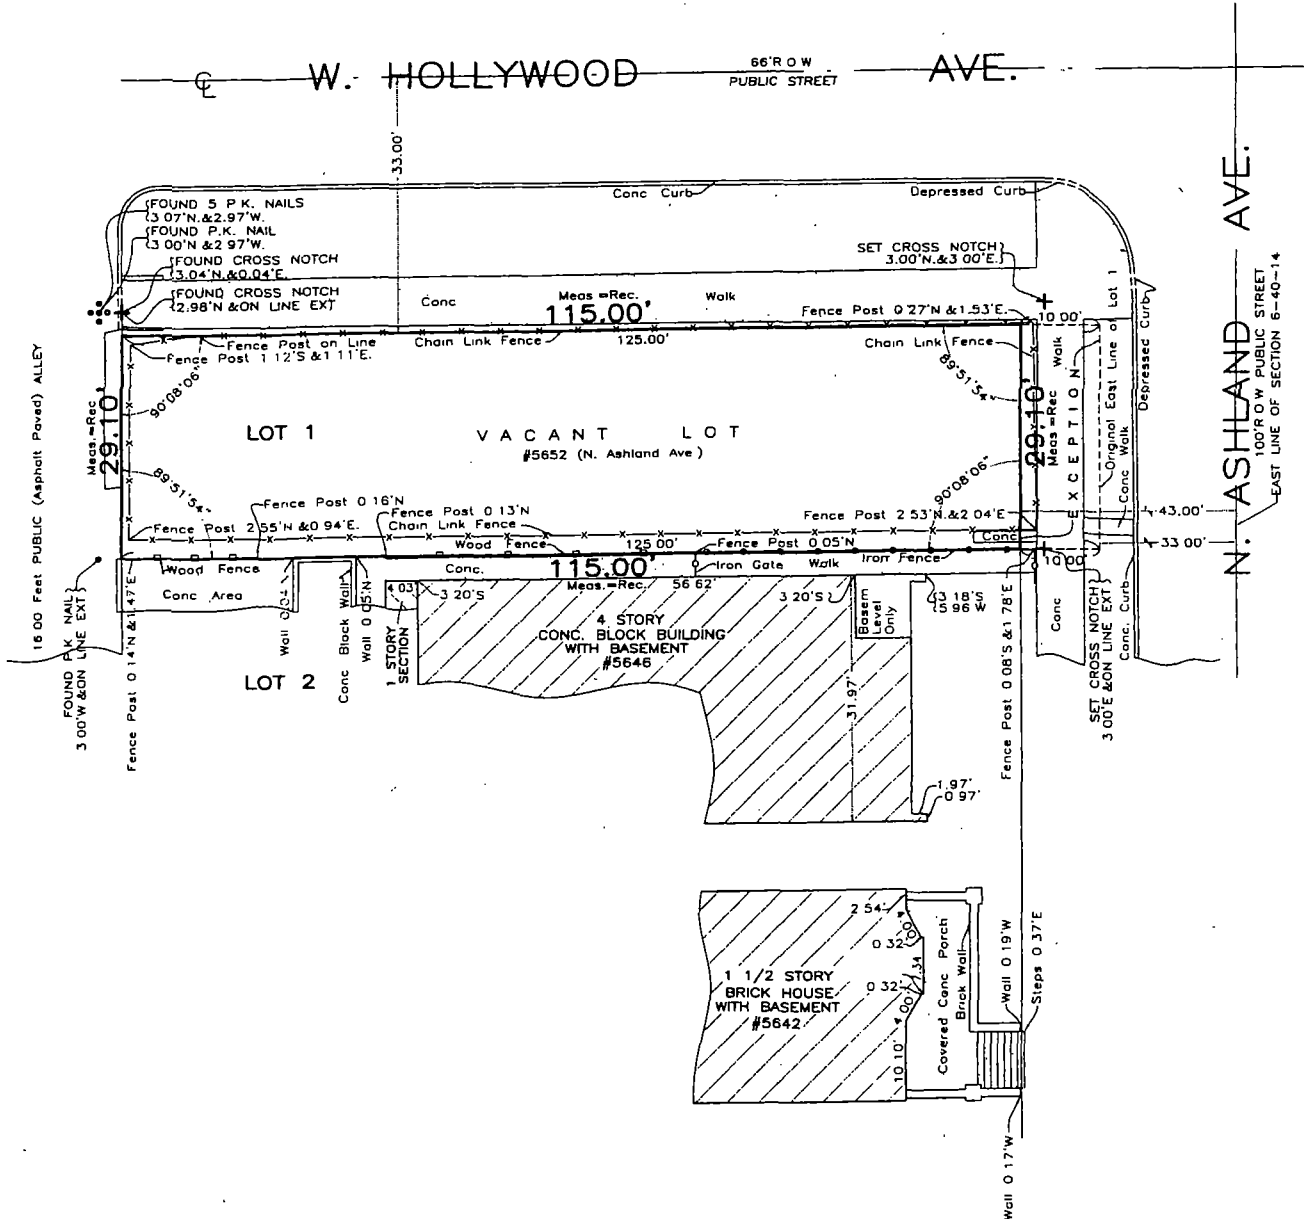 W. HOLLYWOOD AVE.
66'R O W
PUBLIC STREET
33.00'
Conc Curb
Depressed Curb
FOUND 5 P K. NAILS
3 07'N.&2.97'W.
FOUND P.K. NAIL
3 00'N&2 97'W.
FOUND CROSS NOTCH
3.04'N.&0.04'E.
FOUND CROSS NOTCH
2.98'N &ON LINE EXT
SET CROSS NOTCH
3.00'N.&3 00'E.
Conc
Meas =Rec.
115.00'
125.00'
Walk
Fence Post 0 27'N &1.53'E.
10 00'
Fence Post on Line
Fence Post 1 12'S &1 11'E.
Chain Link Fence
Chain Link Fence
Walk
90°08'06"
89°51'54"
Meas.=Rec
29.10'
LOT 1
VACANT LOT
#5652 (N. Ashland Ave )
29.10'
Meas =Rec
EXCEPTION
Original East Line of Lot 1
Conc Walk
Depressed Curb
N. ASHLAND AVE.
100'R O W PUBLIC STREET
EAST LINE OF SECTION 6-40-14
16 00 Feet PUBLIC (Asphalt Paved) ALLEY
89°51'54"
90°08'06"
Fence Post 0 16'N
Fence Post 0 13'N
Fence Post 2 55'N &0 94'E.
Chain Link Fence
Fence Post 2 53'N.&2 04'E
43.00'
33 00'
Conc
Wood Fence
125.00'
Fence Post 0 05'N
Wood Fence
Conc.
115.00'
Meas.=Rec.
Iron Gate
Walk
Iron Fence
10.00'
Conc Area
56 62'
4 03
3 20'S
3 20'S
3 18'S
5 96 W
Basem
Level
Only
Conc
FOUND P.K NAIL
3 00'W &ON LINE EXT
Fence Post 0 14'N &1.47'E
Wall 0.04'
Conc Block Wall
Wall 0 05'N
1 STORY
SECTION
4 STORY
CONC. BLOCK BUILDING
WITH BASEMENT
#5646
LOT 2
31.97'
Fence Post 0 08'S &1 78'E
SET CROSS NOTCH
3 00'E &ON LINE EXT
Conc. Curb
1.97'
0 97'
2 54'
4 00'
0 32'
7.34
0 32'
4 00'
10 10'
1 1/2 STORY
BRICK HOUSE
WITH BASEMENT
#5642
Covered Conc Porch
Brick Wall
Wall 0 19'W
Steps 0 37'E
Wall 0 17'W